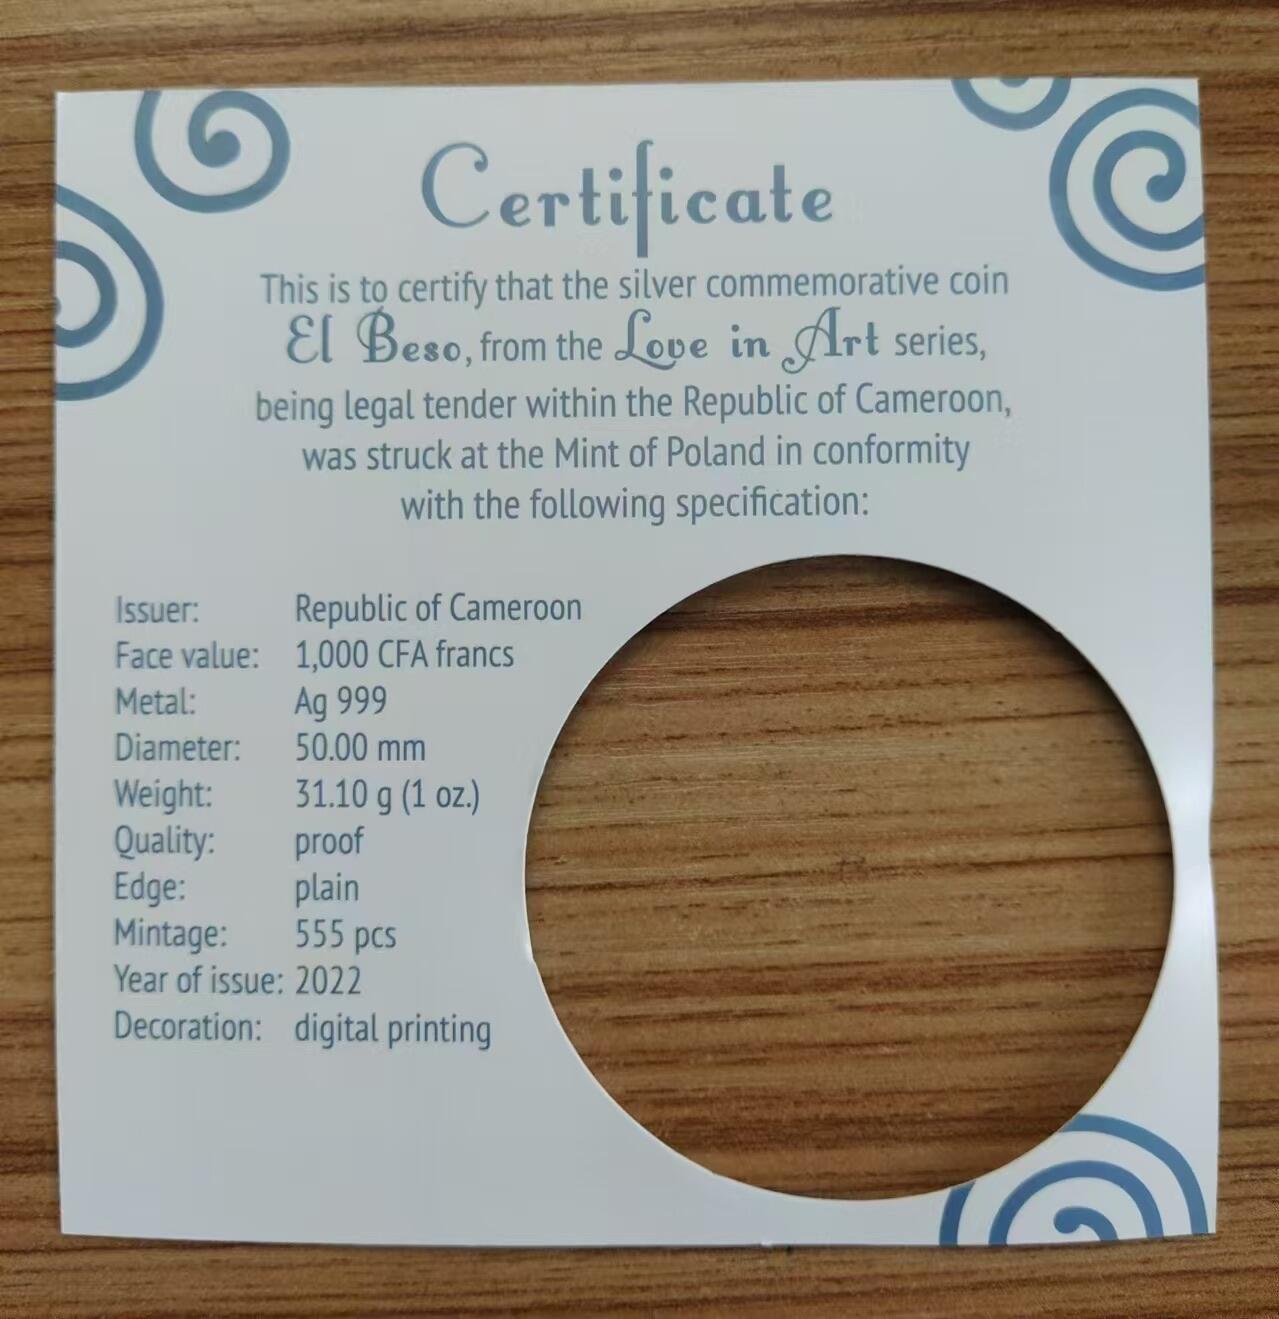 Certificate
This is to certify that the silver commemorative coin
El Beso, from the Love in Art series,
being legal tender within the Republic of Cameroon,
was struck at the Mint of Poland in conformity
with the following specification:
Issuer: Republic of Cameroon
Face value: 1,000 CFA francs
Metal: Ag 999
Diameter: 50.00 mm
Weight: 31.10 g (1 oz.)
Quality: proof
Edge: plain
Mintage: 555 pcs
Year of issue: 2022
Decoration: digital printing